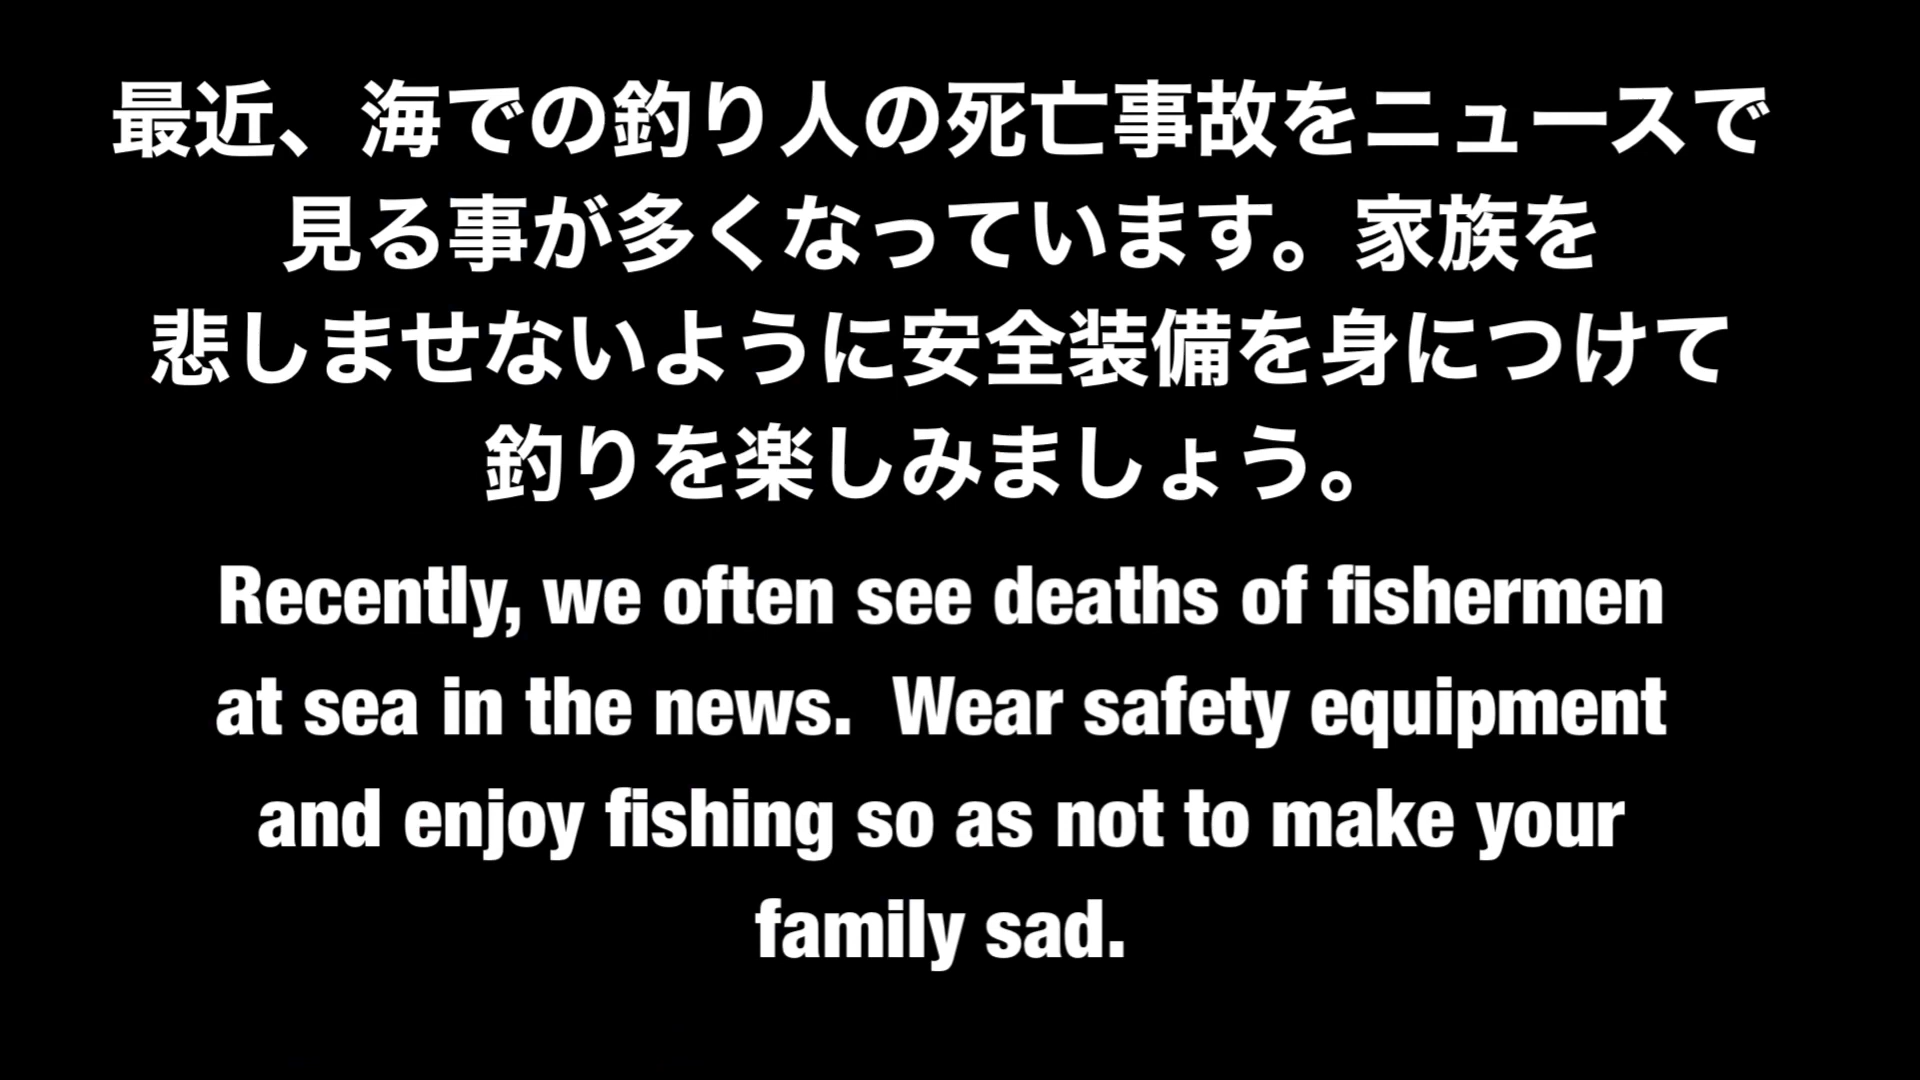 最近、海での釣り人の死亡事故をニュースで
見る事が多くなっています。家族を
悲しませないように安全装備を身につけて
釣りを楽しみましょう。
Recently, we often see deaths of fishermen
at sea in the news.  Wear safety equipment
and enjoy fishing so as not to make your
family sad.